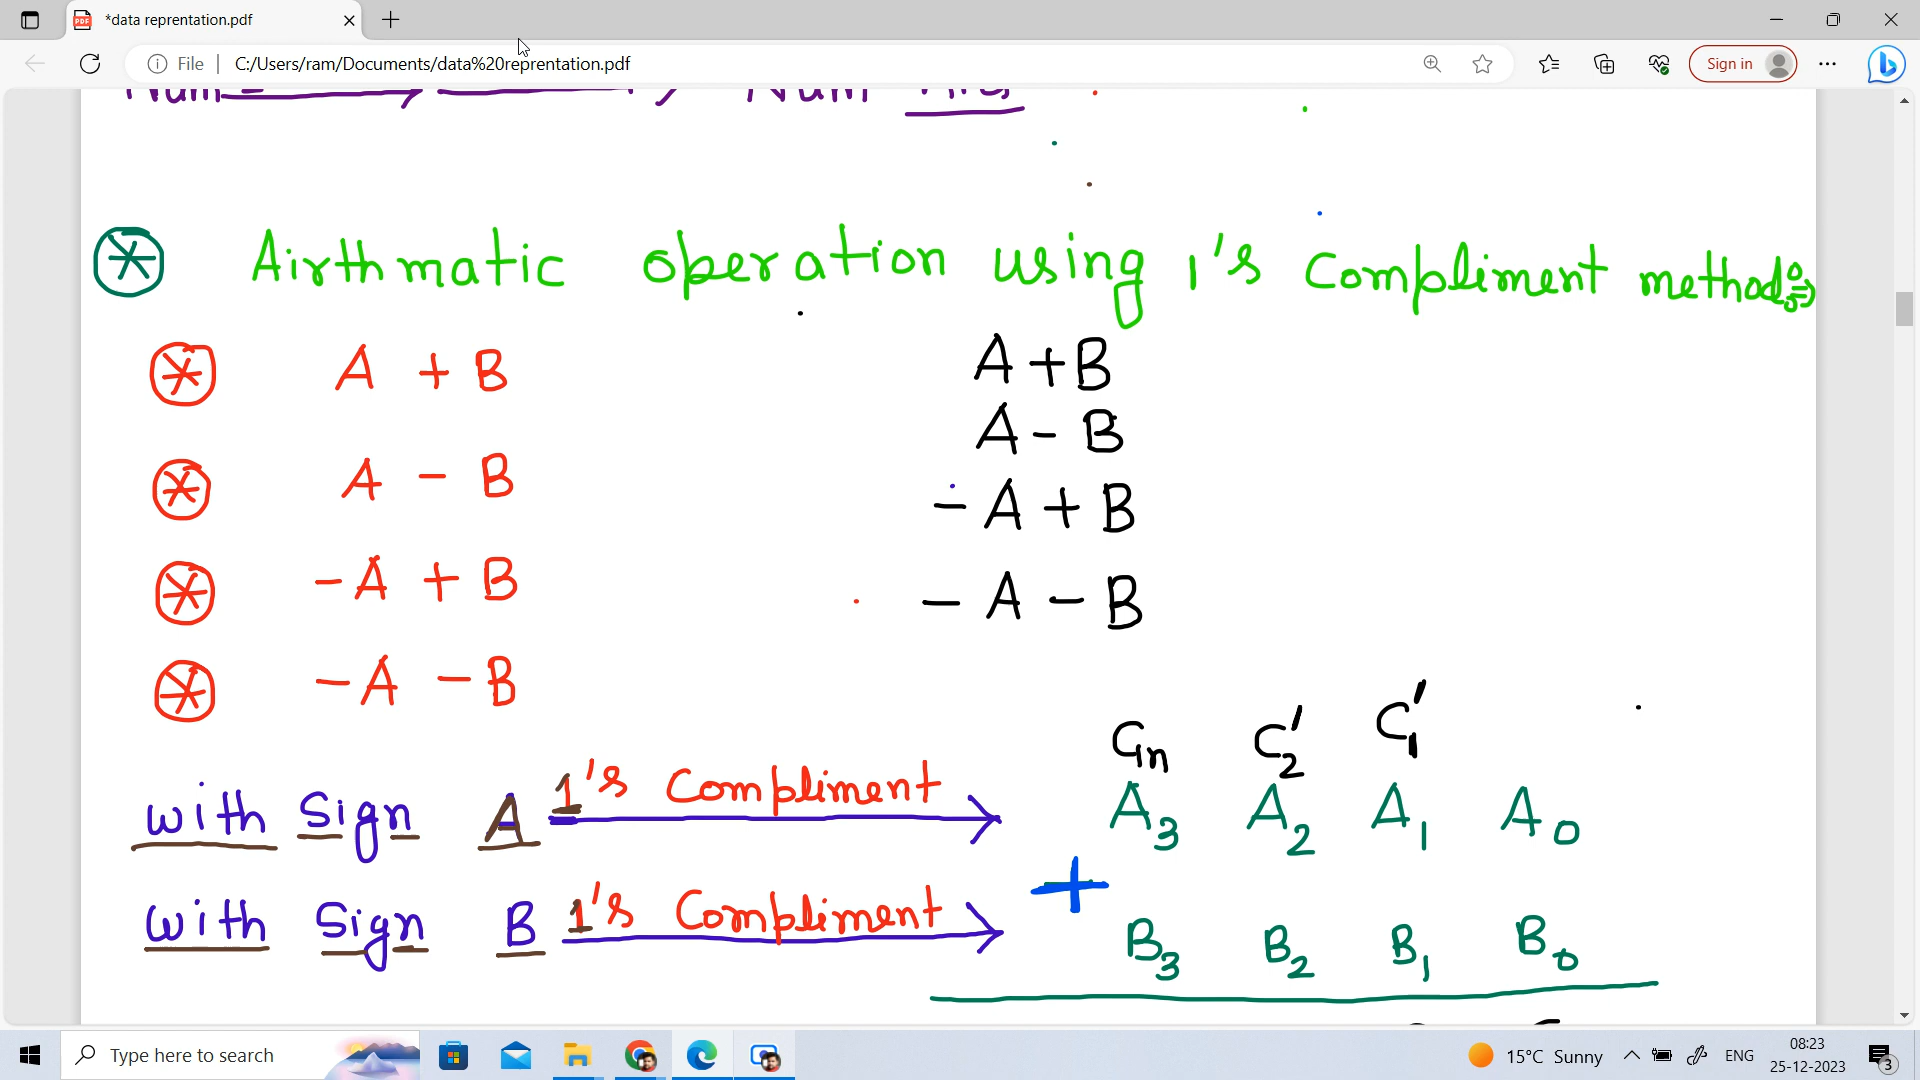 *data reprentation.pdf
File
C:/Users/ram/Documents/data%20reprentation.pdf
Sign in
Airthmatic operation using 1's Compliment method:⇒
A + B
A - B
-A + B
-A - B
A + B
A - B
- A + B
- A - B
Cin C2' C1'
with Sign A 1's Compliment → A3 A2 A1 A0
+
with Sign B 1's Compliment → B3 B2 B1 B0
Type here to search
15°C Sunny
ENG
08:23
25-12-2023
3